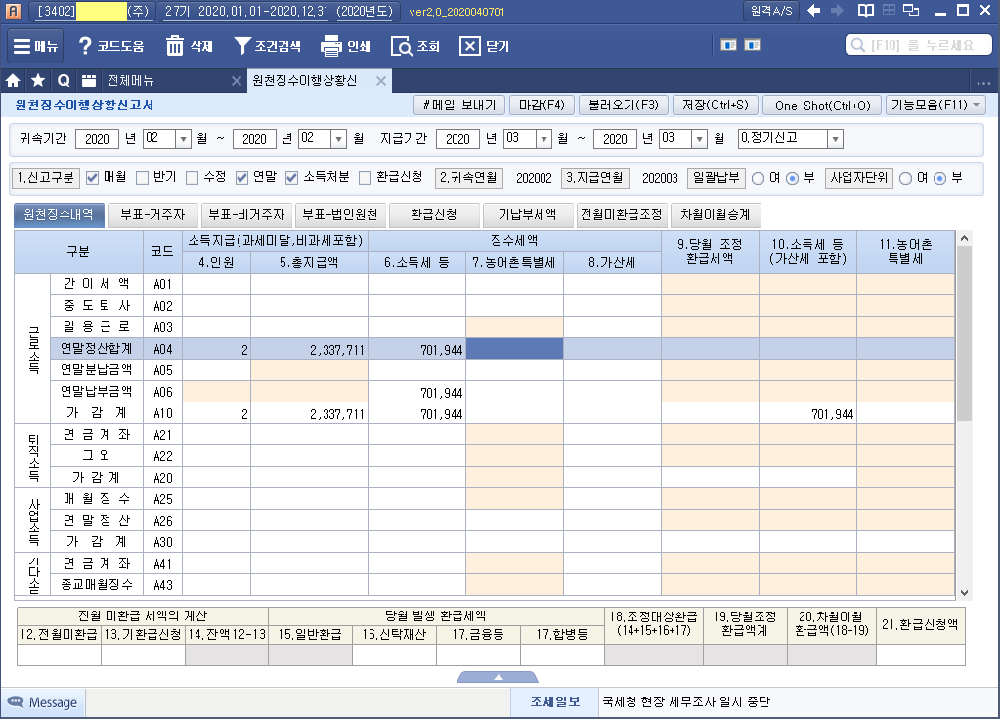 [3402] (주) 27기 2020.01.01~2020.12.31 (2020년도) ver2.0_2020040701 원격A/S
메뉴 코드도움 삭제 조건검색 인쇄 조회 닫기 [F10] 을 누르세요
전체메뉴 원천징수이행상황신
원천징수이행상황신고서 #메일 보내기 마감(F4) 불러오기(F3) 저장(Ctrl+S) One-Shot(Ctrl+O) 기능모음(F11)
귀속기간 2020 년 02 월 ~ 2020 년 02 월 지급기간 2020 년 03 월 ~ 2020 년 03 월 0.정기신고
1.신고구분 매월 반기 수정 연말 소득처분 환급신청 2.귀속연월 202002 3.지급연월 202003 일괄납부 여 부 사업자단위 여 부
원천징수내역 부표-거주자 부표-비거주자 부표-법인원천 환급신청 기납부세액 전월미환급조정 차월이월승계
구분 코드 소득지급(과세미달,비과세포함) 징수세액 9.당월 조정 환급세액 10.소득세 등 (가산세 포함) 11.농어촌 특별세
4.인원 5.총지급액 6.소득세 등 7.농어촌특별세 8.가산세
근로소득
간 이 세 액 A01
중 도 퇴 사 A02
일 용 근 로 A03
연말정산합계 A04 2 2,337,711 701,944
연말분납금액 A05
연말납부금액 A06 701,944
가 감 계 A10 2 2,337,711 701,944 701,944
퇴직소득
연 금 계 좌 A21
그 외 A22
가 감 계 A20
사업소득
매 월 징 수 A25
연 말 정 산 A26
가 감 계 A30
기타소득
연 금 계 좌 A41
종교매월징수 A43
전월 미환급 세액의 계산 당월 발생 환급세액 18.조정대상환급 (14+15+16+17) 19.당월조정 환급액계 20.차월이월 환급액(18-19) 21.환급신청액
12.전월미환급 13.기환급신청 14.잔액12-13 15.일반환급 16.신탁재산 17.금융등 17.합병등
Message 조세일보 국세청 현장 세무조사 일시 중단